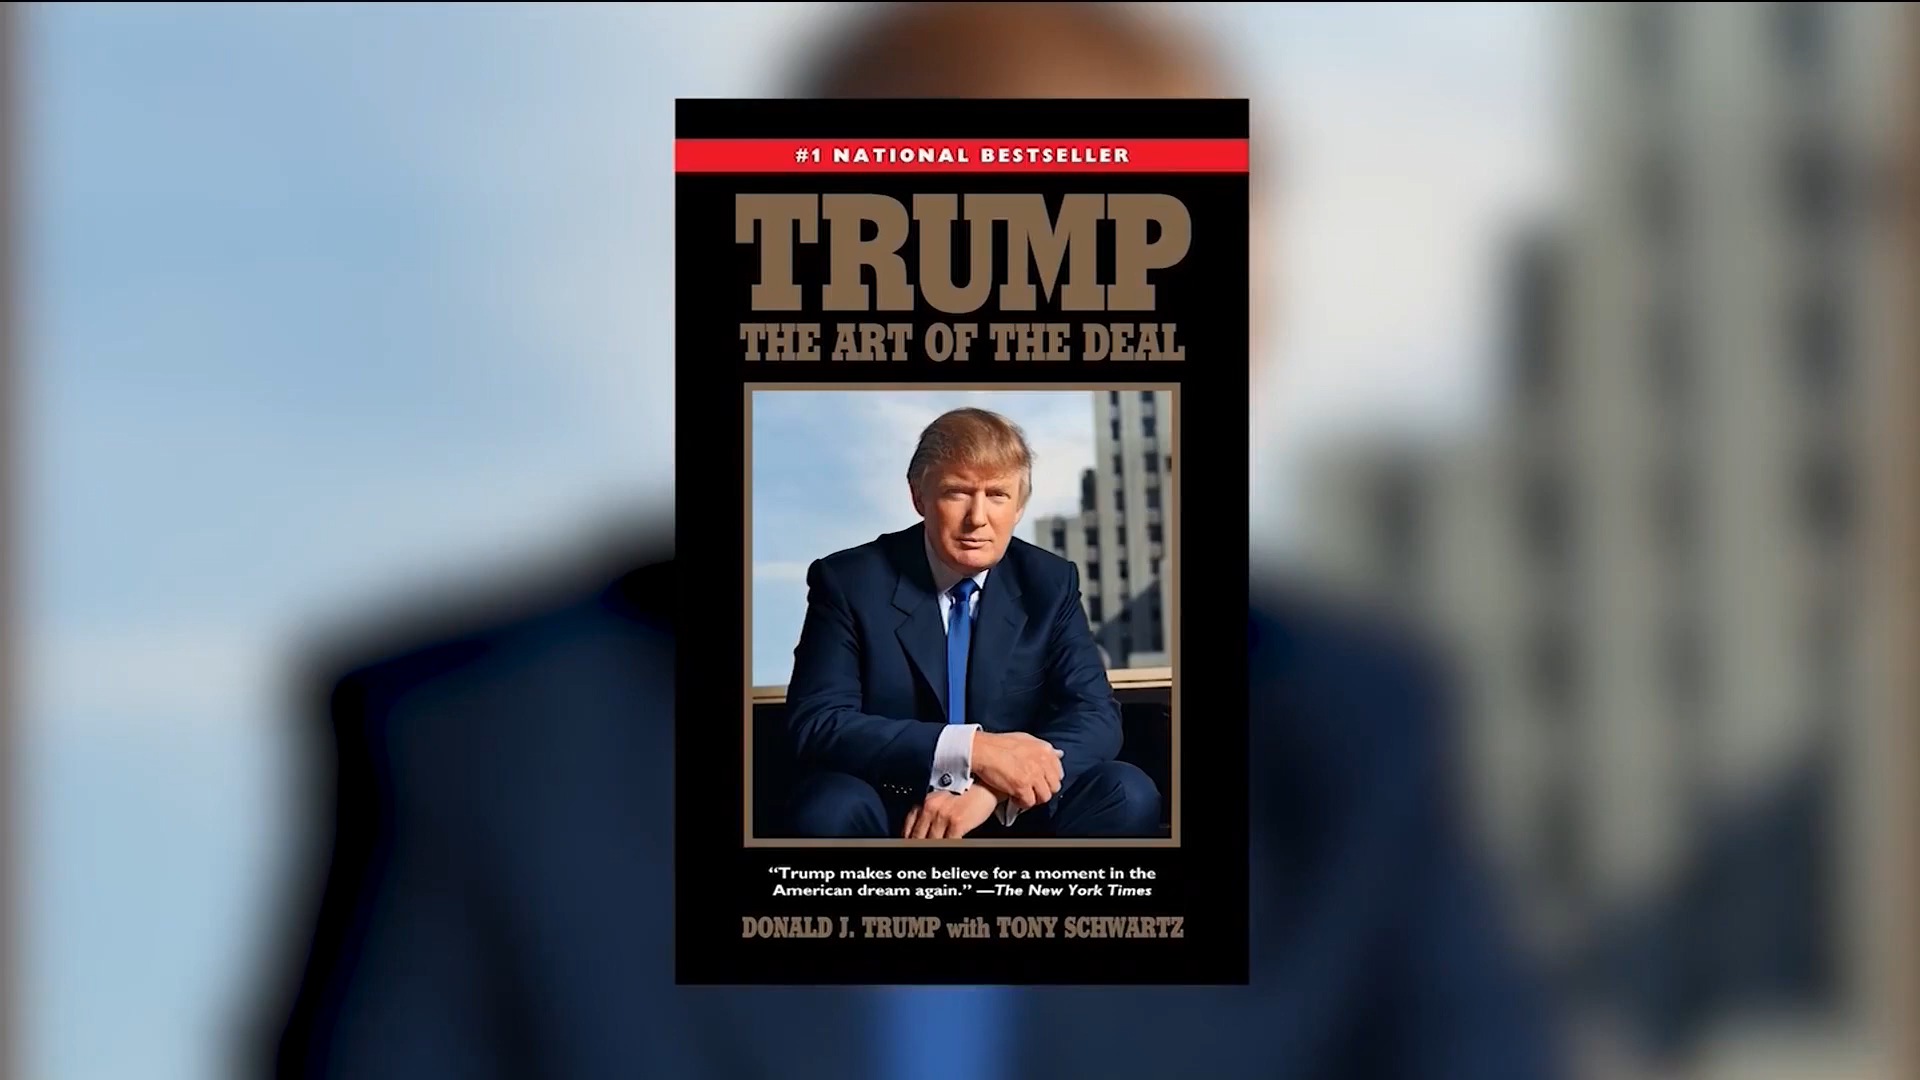 #1 NATIONAL BESTSELLER
TRUMP
THE ART OF THE DEAL
“Trump makes one believe for a moment in the
American dream again.” —The New York Times
DONALD J. TRUMP with TONY SCHWARTZ